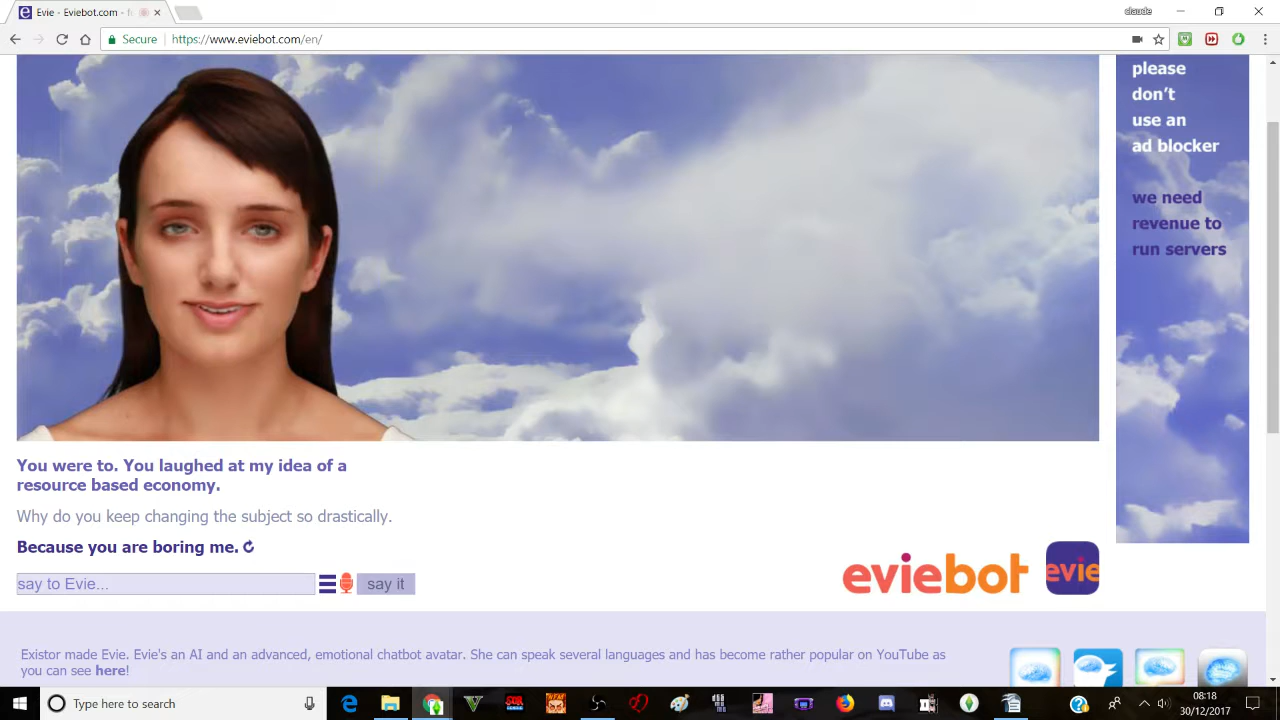 Evie - Eviebot.com - f
claude
Secure
https://www.eviebot.com/en/
please
don’t
use an
ad blocker
we need
revenue to
run servers
You were to. You laughed at my idea of a
resource based economy.
Why do you keep changing the subject so drastically.
Because you are boring me.
say to Evie...
say it
eviebot
evie
Existor made Evie. Evie's an AI and an advanced, emotional chatbot avatar. She can speak several languages and has become rather popular on YouTube as
you can see here!
Type here to search
08:18
30/12/2017